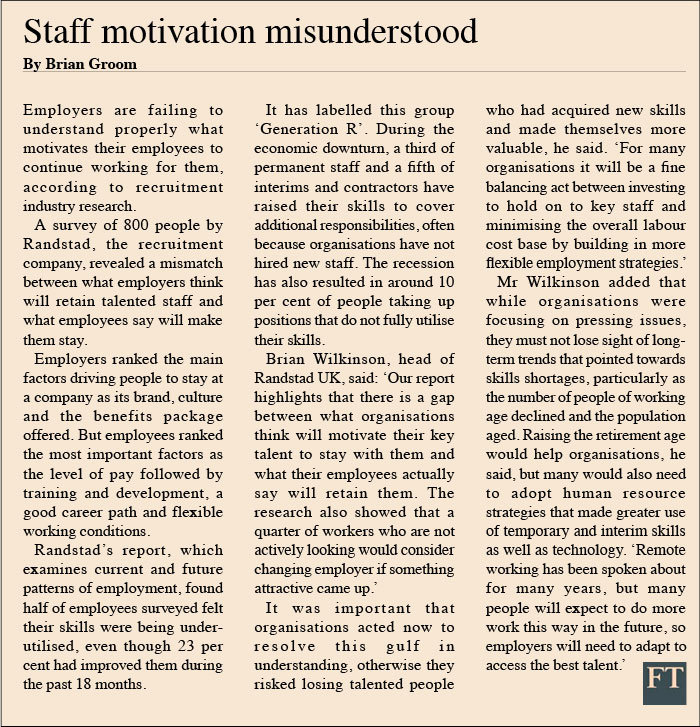 Staff motivation misunderstood
By Brian Groom
Employers are failing to
understand properly what
motivates their employees to
continue working for them,
according to recruitment
industry research.
A survey of 800 people by
Randstad, the recruitment
company, revealed a mismatch
between what employers think
will retain talented staff and
what employees say will make
them stay.
Employers ranked the main
factors driving people to stay at
a company as its brand, culture
and the benefits package
offered. But employees ranked
the most important factors as
the level of pay followed by
training and development, a
good career path and flexible
working conditions.
Randstad's report, which
examines current and future
patterns of employment, found
half of employees surveyed felt
their skills were being under-
utilised, even though 23 per
cent had improved them during
the past 18 months.
It has labelled this group
‘Generation R’. During the
economic downturn, a third of
permanent staff and a fifth of
interims and contractors have
raised their skills to cover
additional responsibilities, often
because organisations have not
hired new staff. The recession
has also resulted in around 10
per cent of people taking up
positions that do not fully utilise
their skills.
Brian Wilkinson, head of
Randstad UK, said: ‘Our report
highlights that there is a gap
between what organisations
think will motivate their key
talent to stay with them and
what their employees actually
say will retain them. The
research also showed that a
quarter of workers who are not
actively looking would consider
changing employer if something
attractive came up.’
It was important that
organisations acted now to
resolve this gulf in
understanding, otherwise they
risked losing talented people
who had acquired new skills
and made themselves more
valuable, he said. ‘For many
organisations it will be a fine
balancing act between investing
to hold on to key staff and
minimising the overall labour
cost base by building in more
flexible employment strategies.’
Mr Wilkinson added that
while organisations were
focusing on pressing issues,
they must not lose sight of long-
term trends that pointed towards
skills shortages, particularly as
the number of people of working
age declined and the population
aged. Raising the retirement age
would help organisations, he
said, but many would also need
to adopt human resource
strategies that made greater use
of temporary and interim skills
as well as technology. ‘Remote
working has been spoken about
for many years, but many
people will expect to do more
work this way in the future, so
employers will need to adapt to
access the best talent.’
FT